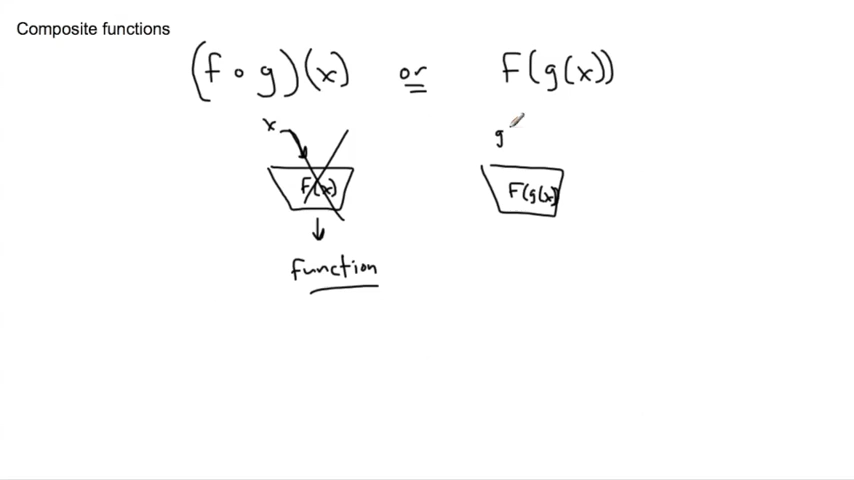 Composite functions
(f ∘ g)(x) or F(g(x))
x
g
F(x)
F(g(x)
function